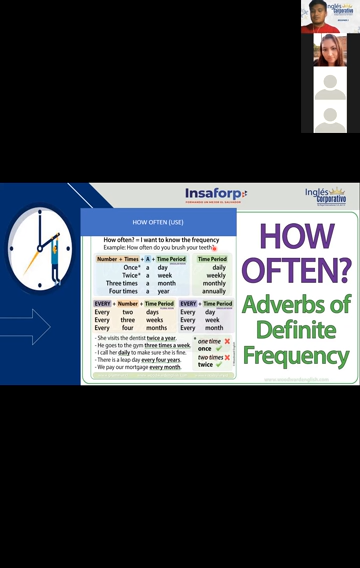 Inglés
Corporativo
Insaforp
Inglés
Corporativo
HOW OFTEN (USE)
How often? = I want to know the frequency
Example: How often do you brush your teeth?
Number + Times + A + Time Period
Once* a day
Twice* a week
Three times a month
Four times a year
Time Period
daily
weekly
monthly
annually
EVERY + Number + Time Period
Every two days
Every three weeks
Every four months
EVERY + Time Period
Every day
Every week
Every month
- She visits the dentist twice a year.
- He goes to the gym three times a week.
- I call her daily to make sure she is fine.
- There is a leap day every four years.
- We pay our mortgage every month.
* one time
once
two times
twice
HOW
OFTEN?
Adverbs of
Definite
Frequency